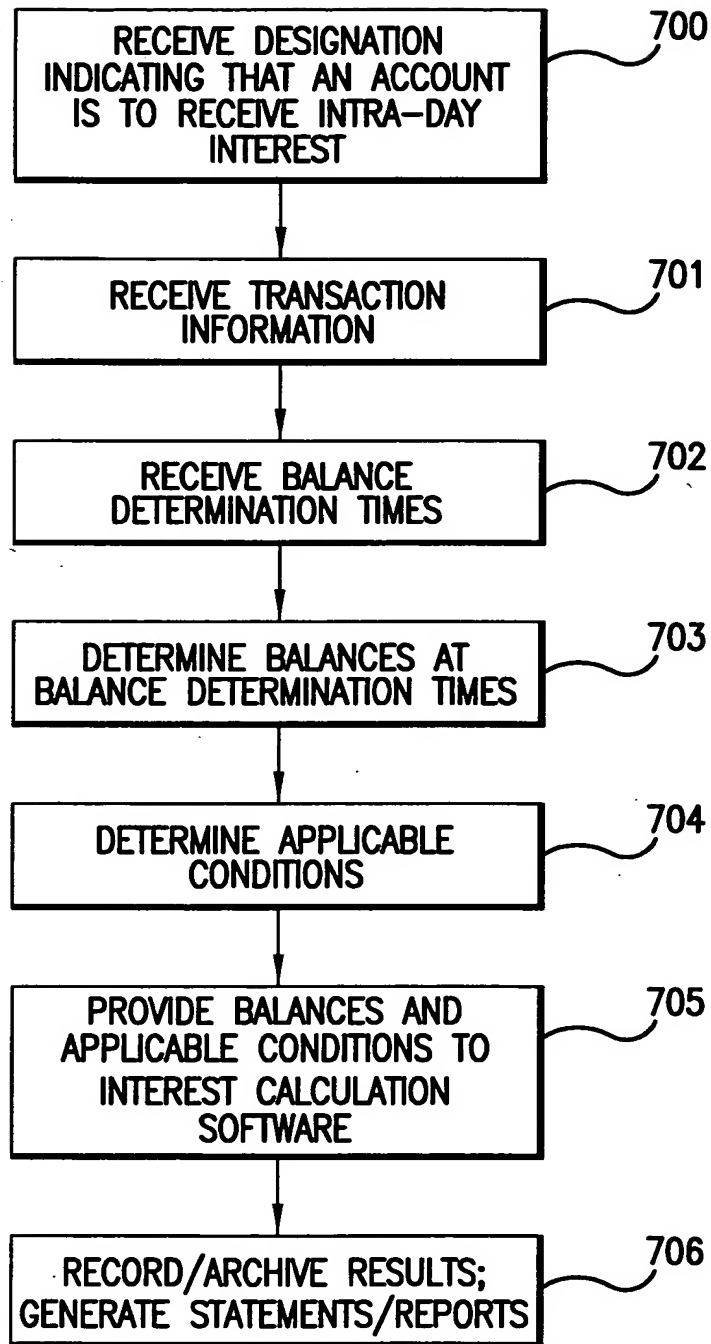 RECEIVE DESIGNATION
INDICATING THAT AN ACCOUNT
IS TO RECEIVE INTRA-DAY
INTEREST
700
RECEIVE TRANSACTION
INFORMATION
701
RECEIVE BALANCE
DETERMINATION TIMES
702
DETERMINE BALANCES AT
BALANCE DETERMINATION TIMES
703
DETERMINE APPLICABLE
CONDITIONS
704
PROVIDE BALANCES AND
APPLICABLE CONDITIONS TO
INTEREST CALCULATION
SOFTWARE
705
RECORD/ARCHIVE RESULTS;
GENERATE STATEMENTS/REPORTS
706